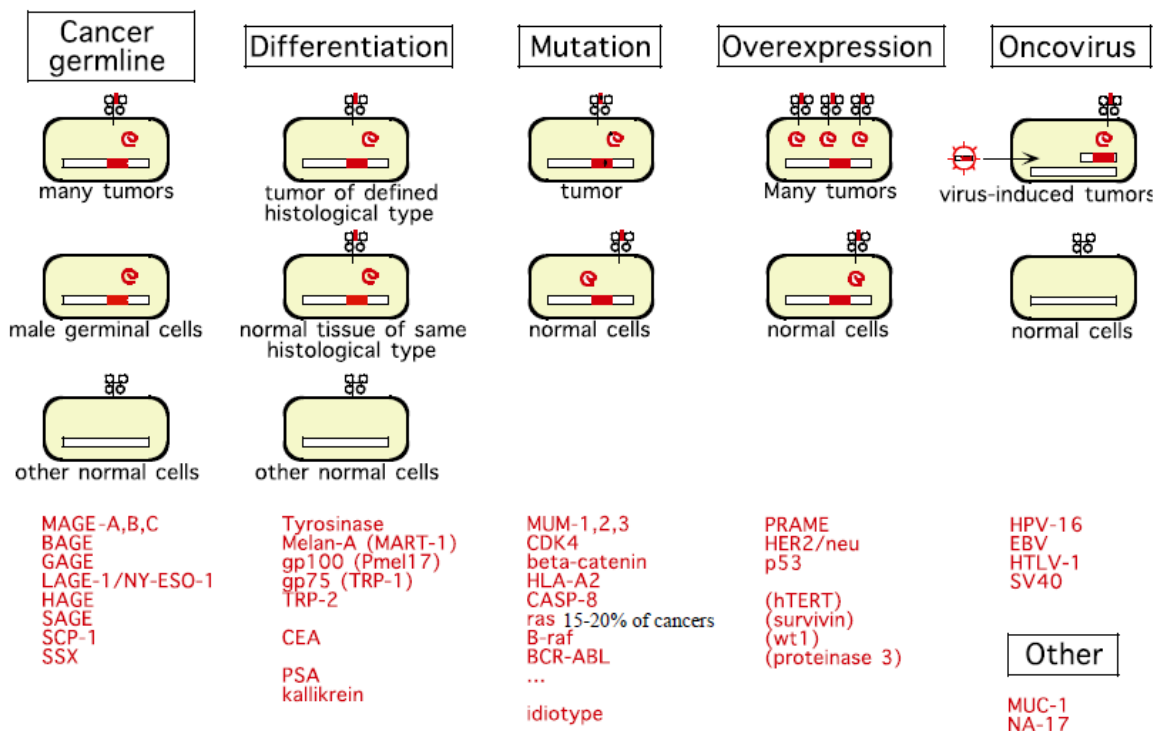 Cancer
germline
Differentiation
Mutation
Overexpression
Oncovirus
many tumors
tumor of defined
histological type
tumor
Many tumors
virus-induced tumors
male germinal cells
normal tissue of same
histological type
normal cells
normal cells
normal cells
other normal cells
other normal cells
MAGE-A,B,C
BAGE
GAGE
LAGE-1/NY-ESO-1
HAGE
SAGE
SCP-1
SSX
Tyrosinase
Melan-A (MART-1)
gp100 (Pmel17)
gp75 (TRP-1)
TRP-2
CEA
PSA
kallikrein
MUM-1,2,3
CDK4
beta-catenin
HLA-A2
CASP-8
ras 15-20% of cancers
B-raf
BCR-ABL
...
idiotype
PRAME
HER2/neu
p53
(hTERT)
(survivin)
(wt1)
(proteinase 3)
HPV-16
EBV
HTLV-1
SV40
Other
MUC-1
NA-17